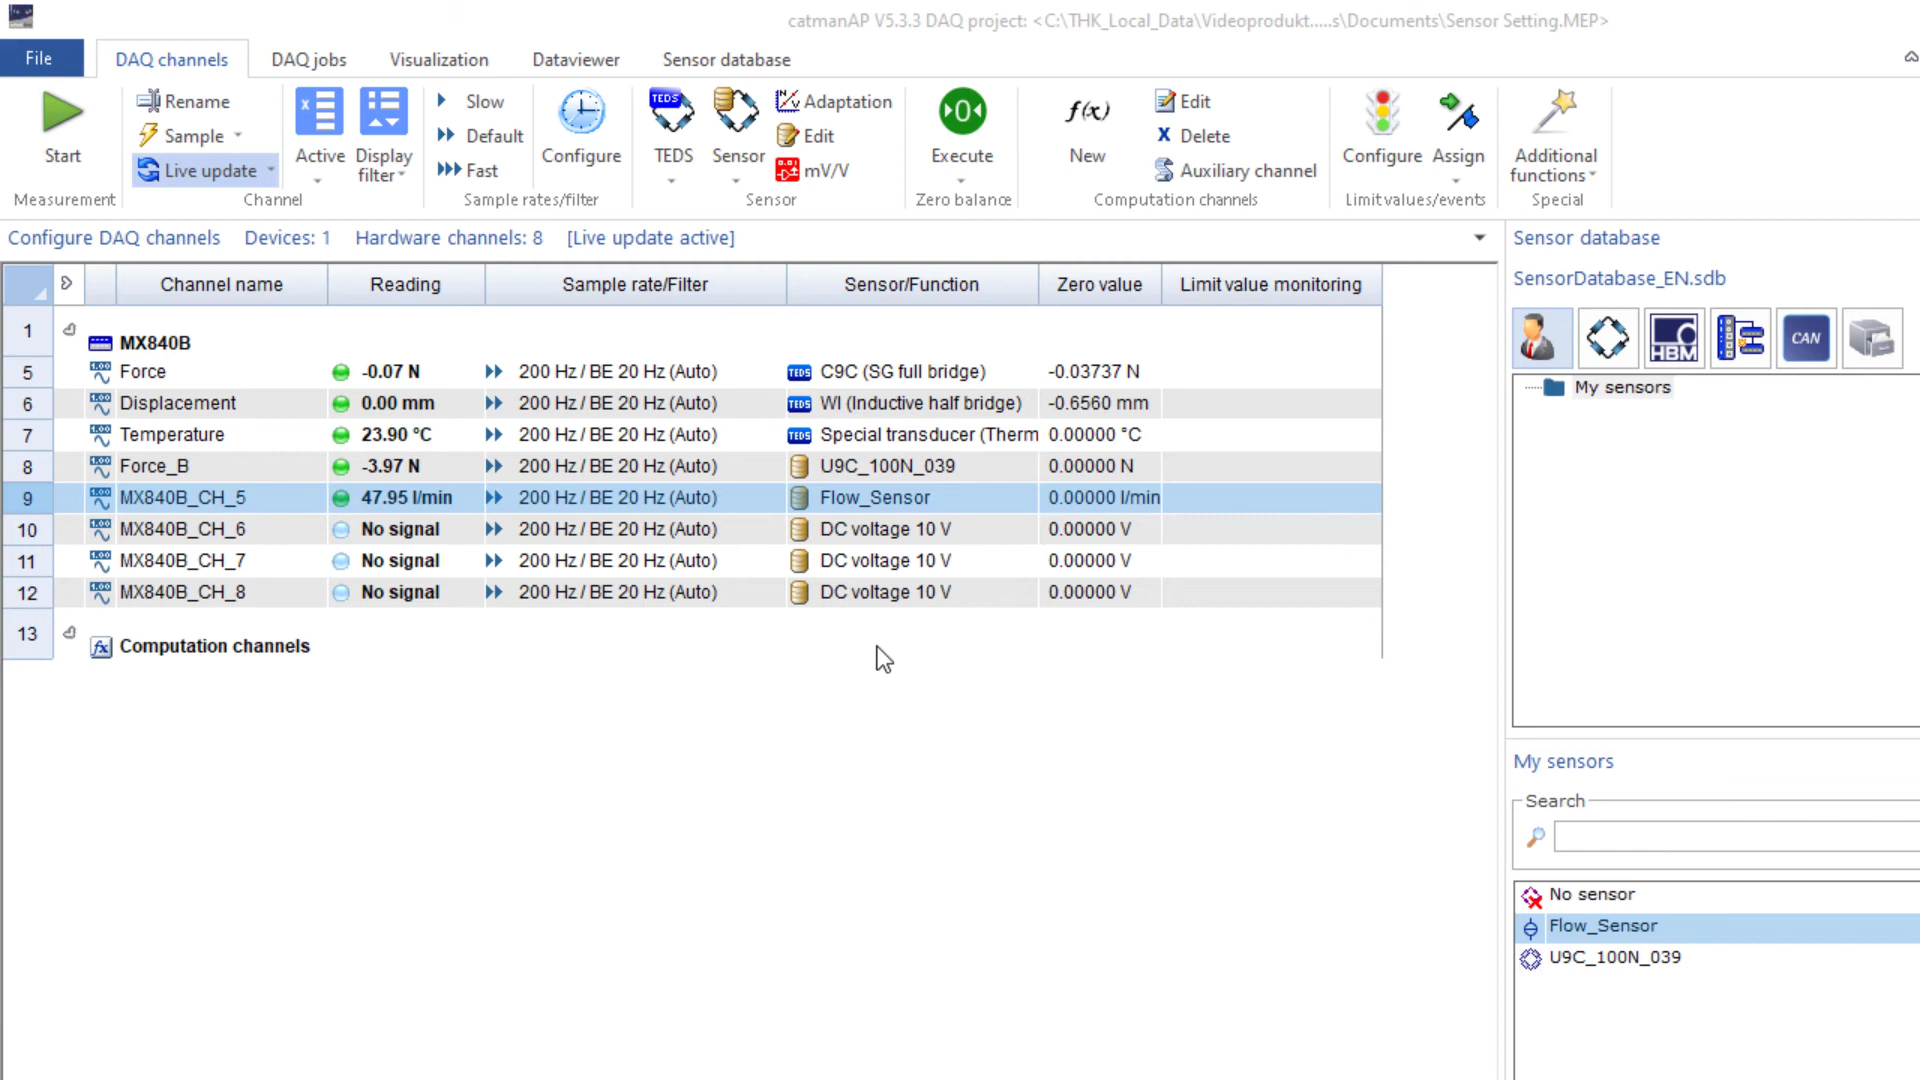 catmanAP V5.3.3 DAQ project: <C:\THK_Local_Data\Videoprodukt.....s\Documents\Sensor Setting.MEP>
File DAQ channels DAQ jobs Visualization Dataviewer Sensor database
Start
Measurement
Rename
Sample
Live update
Active
Display filter
Channel
Slow
Default
Fast
Configure
Sample rates/filter
TEDS
TEDS
Sensor
Adaptation
Edit
mV/V
Sensor
Execute
Zero balance
f(x)
New
Edit
Delete
Auxiliary channel
Computation channels
Configure
Assign
Limit values/events
Additional functions
Special
Configure DAQ channels Devices: 1 Hardware channels: 8 [Live update active]
Channel name Reading Sample rate/Filter Sensor/Function Zero value Limit value monitoring
1 MX840B
5 Force -0.07 N 200 Hz / BE 20 Hz (Auto) TEDS C9C (SG full bridge) -0.03737 N
6 Displacement 0.00 mm 200 Hz / BE 20 Hz (Auto) TEDS WI (Inductive half bridge) -0.6560 mm
7 Temperature 23.90 °C 200 Hz / BE 20 Hz (Auto) TEDS Special transducer (Therm 0.00000 °C
8 Force_B -3.97 N 200 Hz / BE 20 Hz (Auto) U9C_100N_039 0.00000 N
9 MX840B_CH_5 47.95 l/min 200 Hz / BE 20 Hz (Auto) Flow_Sensor 0.00000 l/min
10 MX840B_CH_6 No signal 200 Hz / BE 20 Hz (Auto) DC voltage 10 V 0.00000 V
11 MX840B_CH_7 No signal 200 Hz / BE 20 Hz (Auto) DC voltage 10 V 0.00000 V
12 MX840B_CH_8 No signal 200 Hz / BE 20 Hz (Auto) DC voltage 10 V 0.00000 V
13 fx Computation channels
Sensor database
SensorDatabase_EN.sdb
HBM
CAN
My sensors
My sensors
Search
No sensor
Flow_Sensor
U9C_100N_039